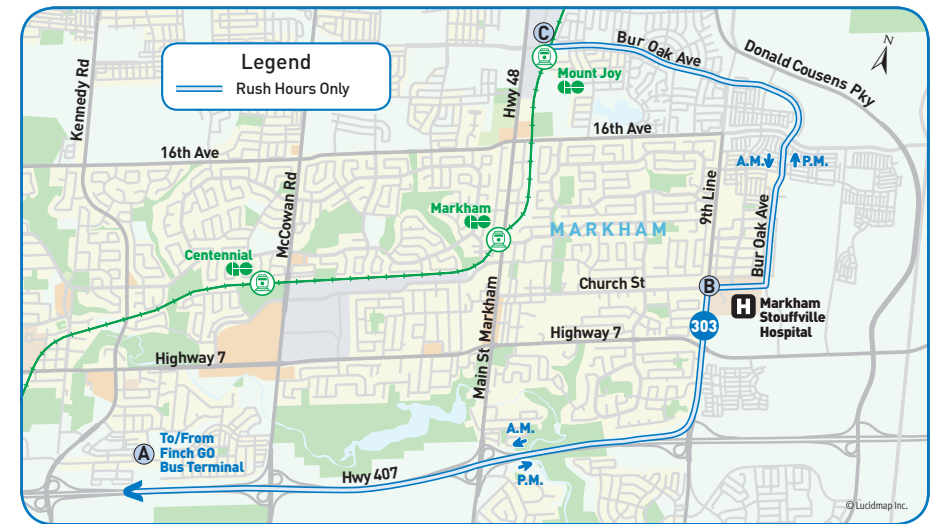 C
Bur Oak Ave
N
Donald Cousens Pky
Legend
Rush Hours Only
Kennedy Rd
Hwy 48
Mount Joy
16th Ave
16th Ave
A.M.
P.M.
McCowan Rd
9th Line
Markham
MARKHAM
Bur Oak Ave
Centennial
Church St
B
H
Markham
Stouffville
Hospital
303
Main St Markham
Highway 7
Highway 7
A.M.
A
To/From
Finch GO
Bus Terminal
P.M.
Hwy 407
© Lucidmap Inc.